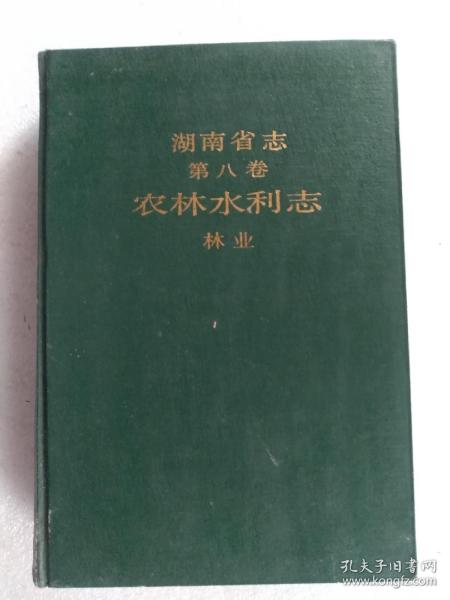 湖南省志
第八卷
农林水利志
林业
孔夫子旧书网
www.kongfz.com